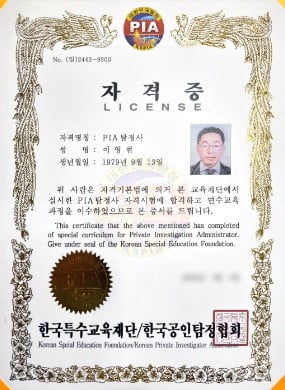 PIA
No. (일)2442-9200
자 격 증
LICENSE
자격명칭 : PIA탐정사
성 명 : 이 영 현
생년월일 : 1979년 9월 13일
위 사람은 자격기본법에 의거 본 교육재단에서
실시한 PIA탐정사 자격시험에 합격하고 연수교육
과정을 이수하였으므로 본 증서를 드립니다.
This certificate that the above mentioned has completed
of special curriculum for Private Investigation Administrator.
Give under seal of the Korean Special Education Foundation.
PIA
한국특수교육재단/한국공인탐정협회
Korean Special Education Foundation/Korean Private Investigator Association